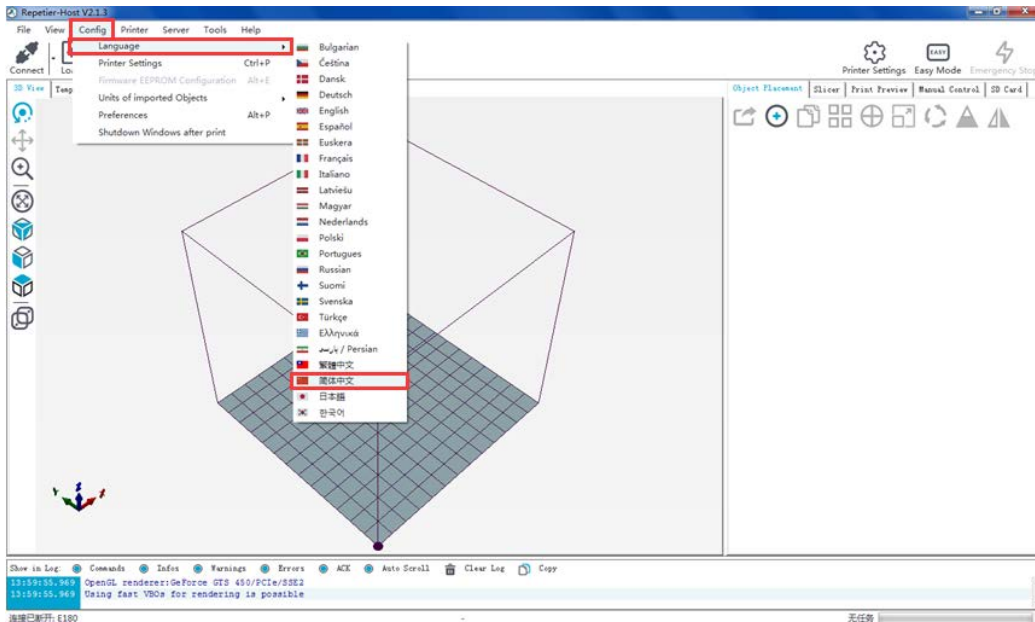 Repetier-Host V2.1.3
File View Config Printer Server Tools Help
Connect
Printer Settings Easy Mode Emergency Stop
Language
Printer Settings Ctrl+P
Firmware EEPROM Configuration Alt+E
Units of imported Objects
Preferences Alt+P
Shutdown Windows after print
Bulgarian
Čeština
Dansk
Deutsch
English
Español
Euskera
Français
Italiano
Latviešu
Magyar
Nederlands
Polski
Portugues
Russian
Suomi
Svenska
Türkçe
Ελληνικά
پارسی / Persian
繁體中文
简体中文
日本語
한국어
3D View
Object Placement Slicer Print Preview Manual Control SD Card
EASY
Show in Log: Commands Infos Warnings Errors ACK Auto Scroll Clear Log Copy
13:59:55.969 OpenGL renderer:GeForce GTS 450/PCIe/SSE2
13:59:55.969 Using fast VBOs for rendering is possible
连接已断开: E180
-
无任务